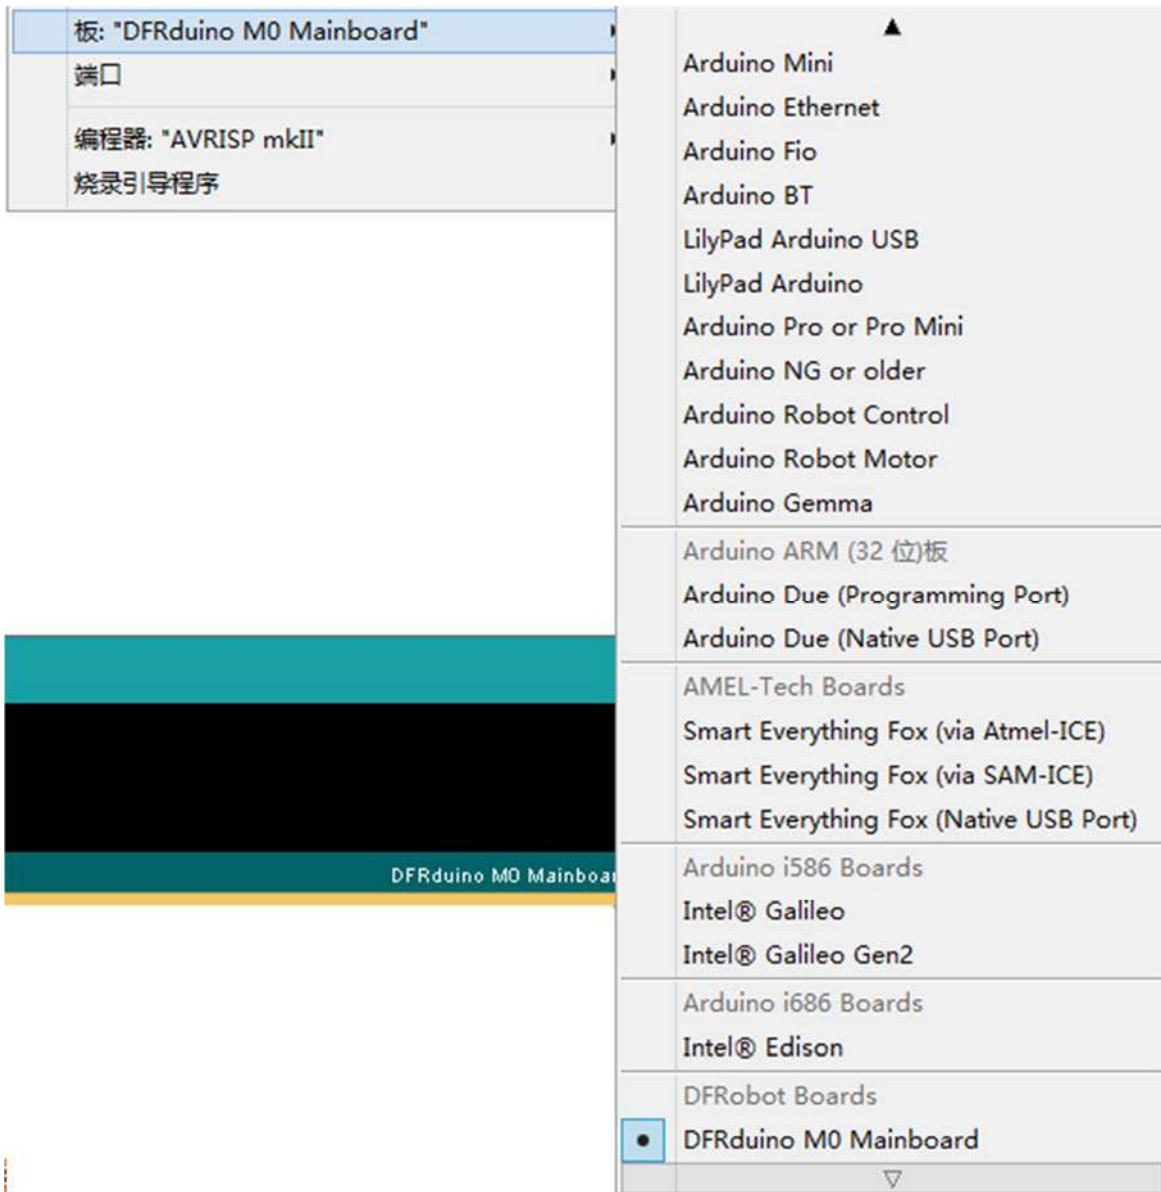 板: "DFRduino M0 Mainboard"
端口
编程器: "AVRISP mkII"
烧录引导程序
Arduino Mini
Arduino Ethernet
Arduino Fio
Arduino BT
LilyPad Arduino USB
LilyPad Arduino
Arduino Pro or Pro Mini
Arduino NG or older
Arduino Robot Control
Arduino Robot Motor
Arduino Gemma
Arduino ARM (32 位)板
Arduino Due (Programming Port)
Arduino Due (Native USB Port)
AMEL-Tech Boards
Smart Everything Fox (via Atmel-ICE)
Smart Everything Fox (via SAM-ICE)
Smart Everything Fox (Native USB Port)
Arduino i586 Boards
Intel® Galileo
Intel® Galileo Gen2
Arduino i686 Boards
Intel® Edison
DFRobot Boards
DFRduino M0 Mainboard
DFRduino M0 Mainboa